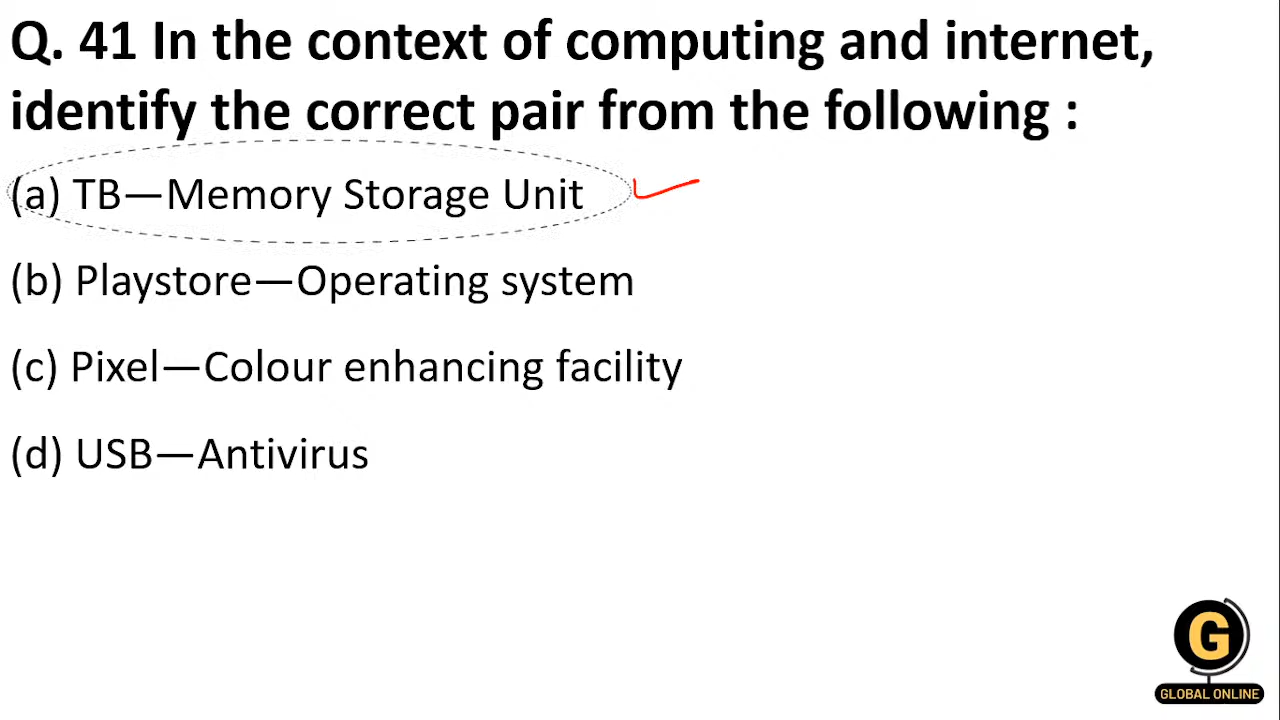 Q. 41 In the context of computing and internet,
identify the correct pair from the following :
(a) TB—Memory Storage Unit
(b) Playstore—Operating system
(c) Pixel—Colour enhancing facility
(d) USB—Antivirus
G
GLOBAL ONLINE